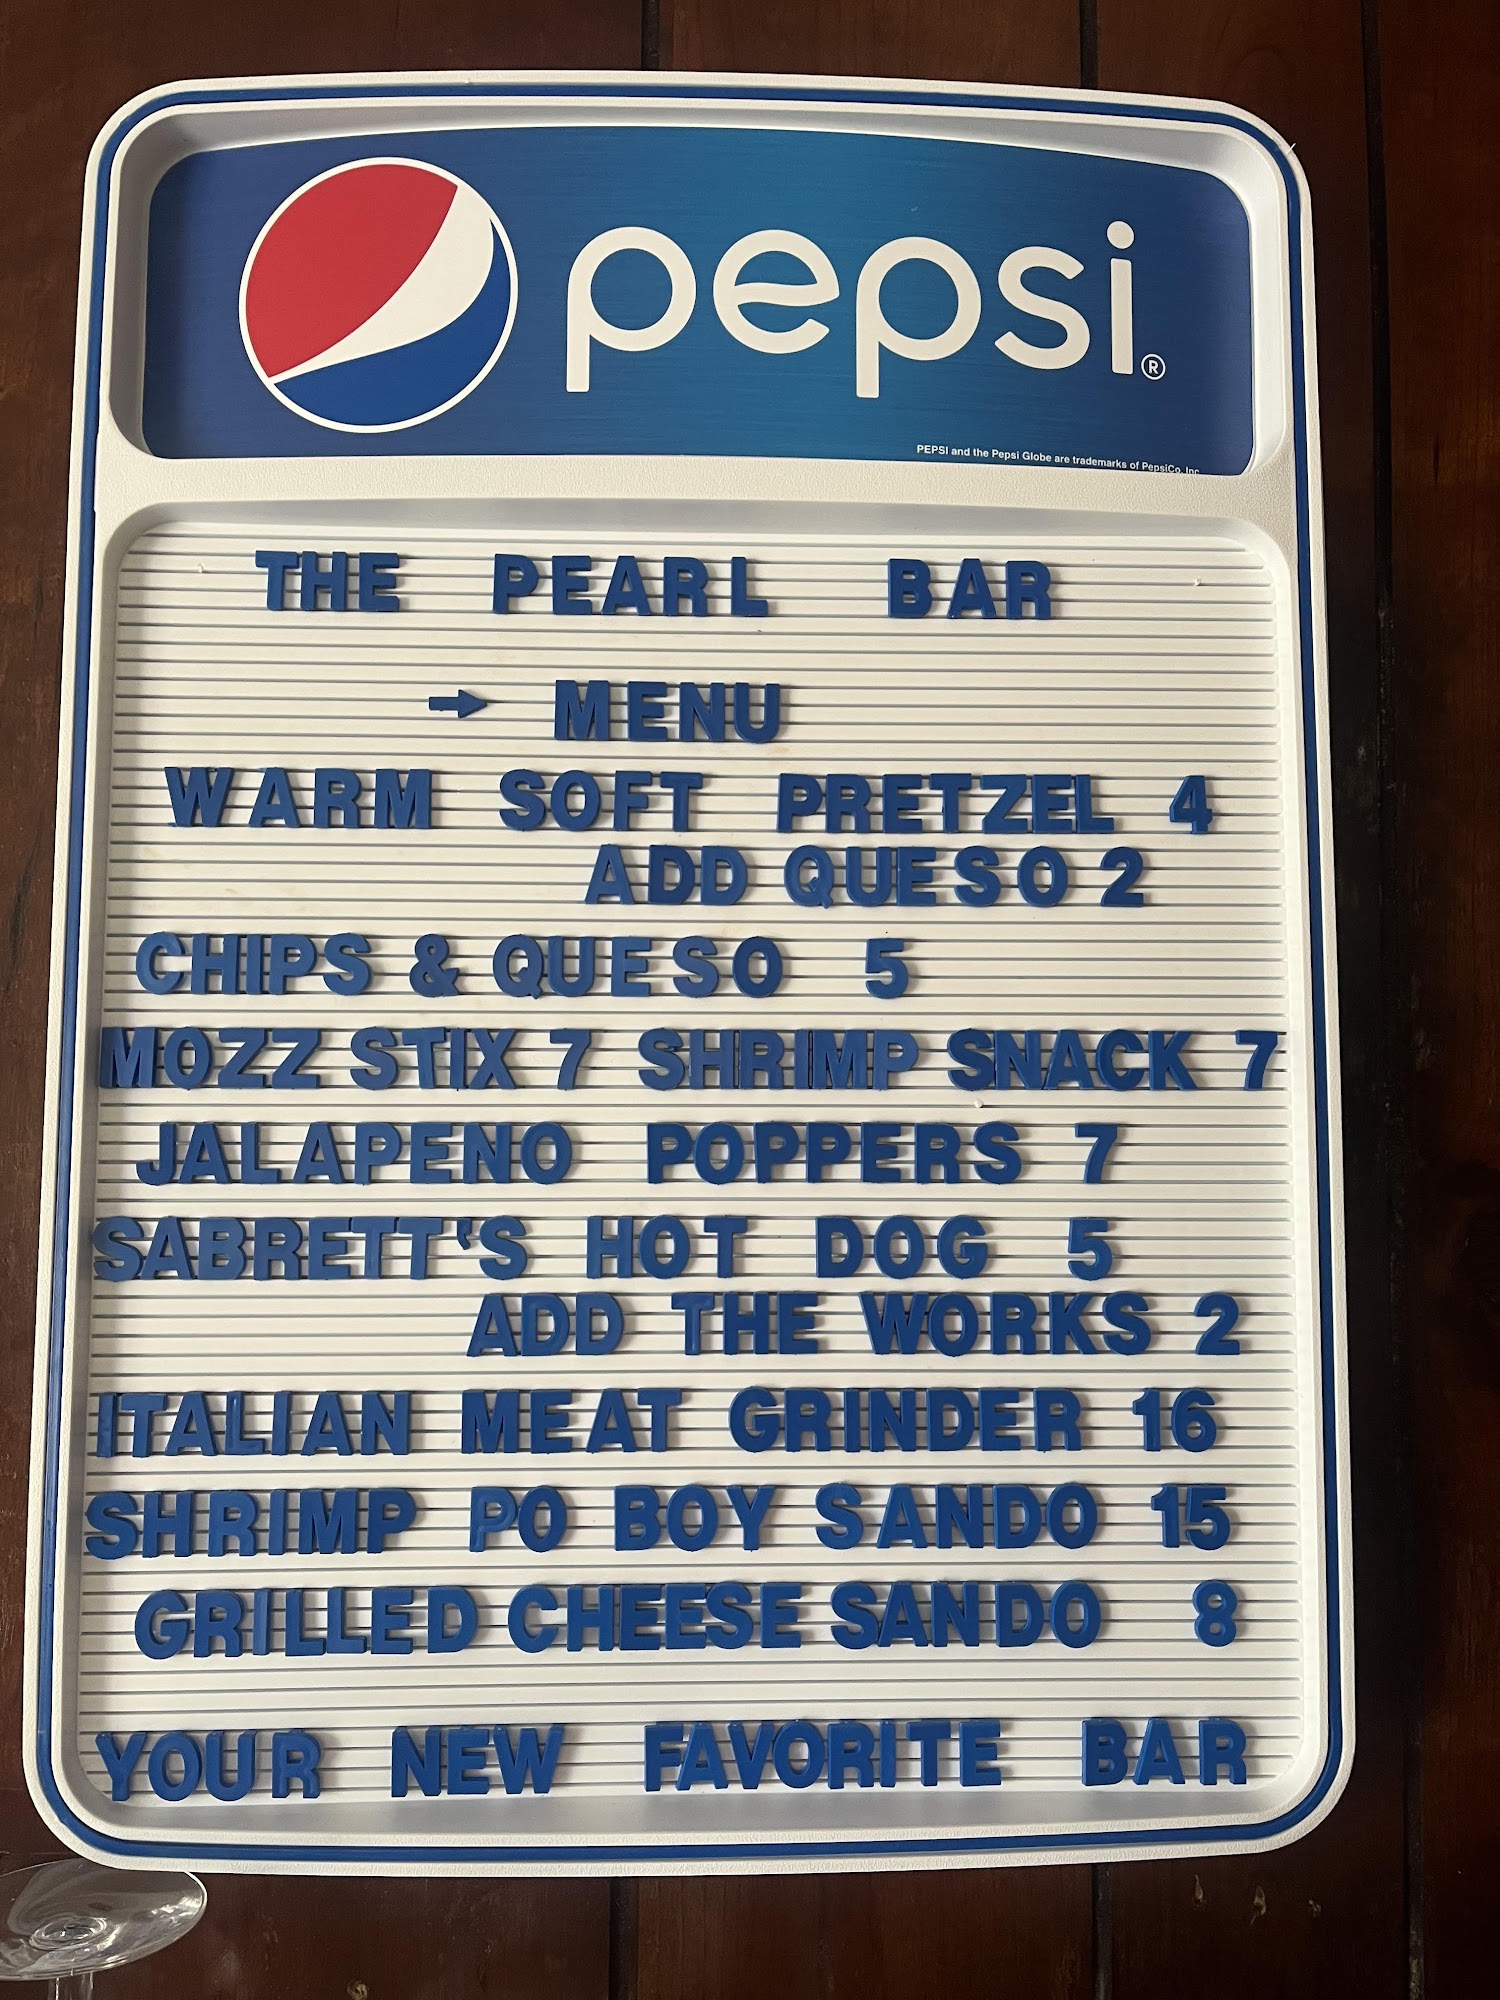 pepsi®
PEPSI and the Pepsi Globe are trademarks of PepsiCo, Inc.
THE PEARL BAR
→ MENU
WARM SOFT PRETZEL 4
ADD QUESO 2
CHIPS & QUESO 5
MOZZ STIX 7 SHRIMP SNACK 7
JALAPENO POPPERS 7
SABRETT'S HOT DOG 5
ADD THE WORKS 2
ITALIAN MEAT GRINDER 16
SHRIMP PO BOY SANDO 15
GRILLED CHEESE SANDO 8
YOUR NEW FAVORITE BAR